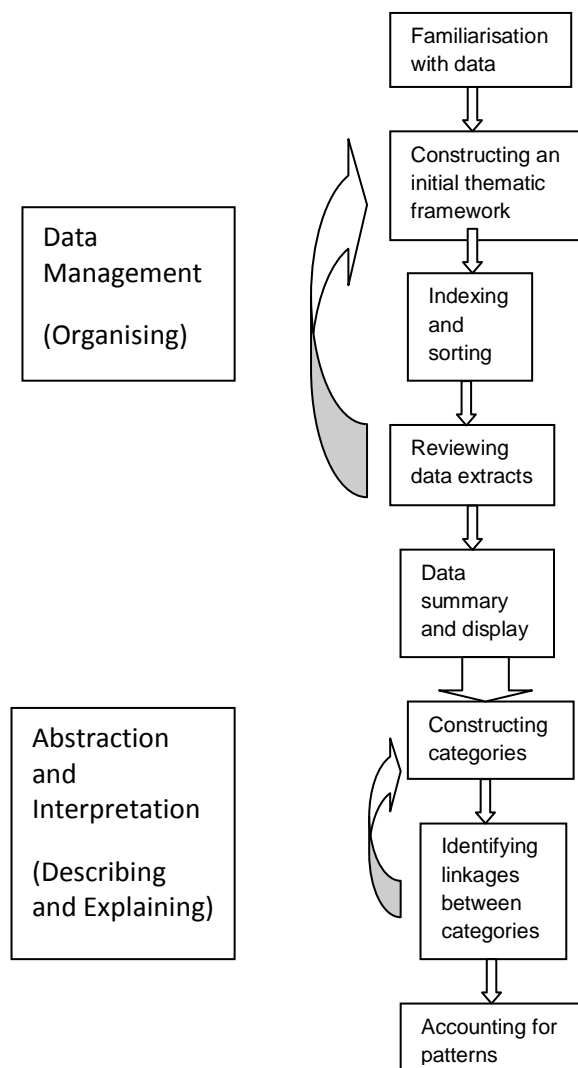 Familiarisation
with data
Constructing an
initial thematic
framework
Data
Management
(Organising)
Indexing
and
sorting
Reviewing
data extracts
Data
summary
and display
Abstraction
and
Interpretation
(Describing
and Explaining)
Constructing
categories
Identifying
linkages
between
categories
Accounting for
patterns